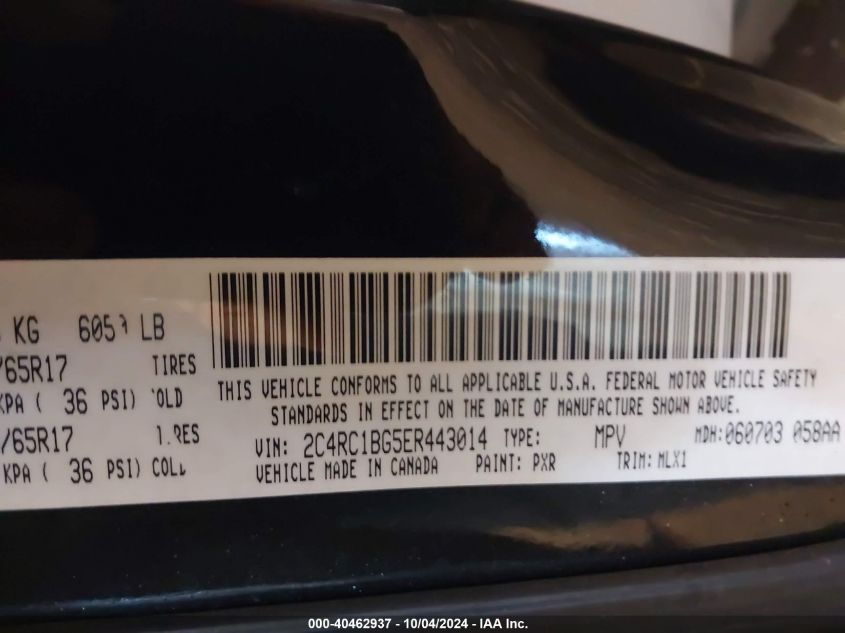 KG 605 LB
/65R17 TIRES
KPA ( 36 PSI) OLD
/65R17
KPA ( 36 PSI)
THIS VEHICLE CONFORMS TO ALL APPLICABLE U.S.A. FEDERAL MOTOR VEHICLE SAFETY
STANDARDS IN EFFECT ON THE DATE OF MANUFACTURE SHOWN ABOVE.
VIN: 2C4RC1BG5ER443014 TYPE: MPV MDH: 060703 058AA
VEHICLE MADE IN CANADA PAINT: PXR TRIM: MLX1
000-40462937 - 10/04/2024 - IAA Inc.